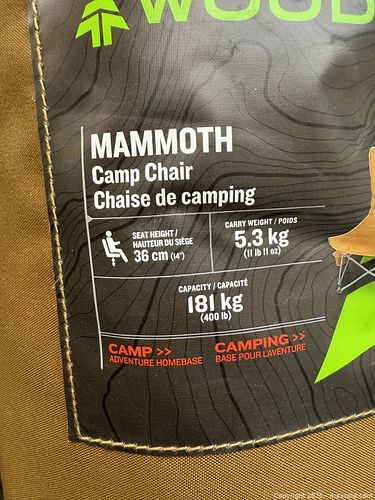 WOOD
MAMMOTH
Camp Chair
Chaise de camping
SEAT HEIGHT /
HAUTEUR DU SIÈGE
36 cm (14")
CARRY WEIGHT / POIDS
5.3 kg
(11 lb 11 oz)
CAPACITY / CAPACITÉ
181 kg
(400 lb)
CAMP >>
ADVENTURE HOMEBASE
CAMPING >>
BASE POUR L'AVENTURE